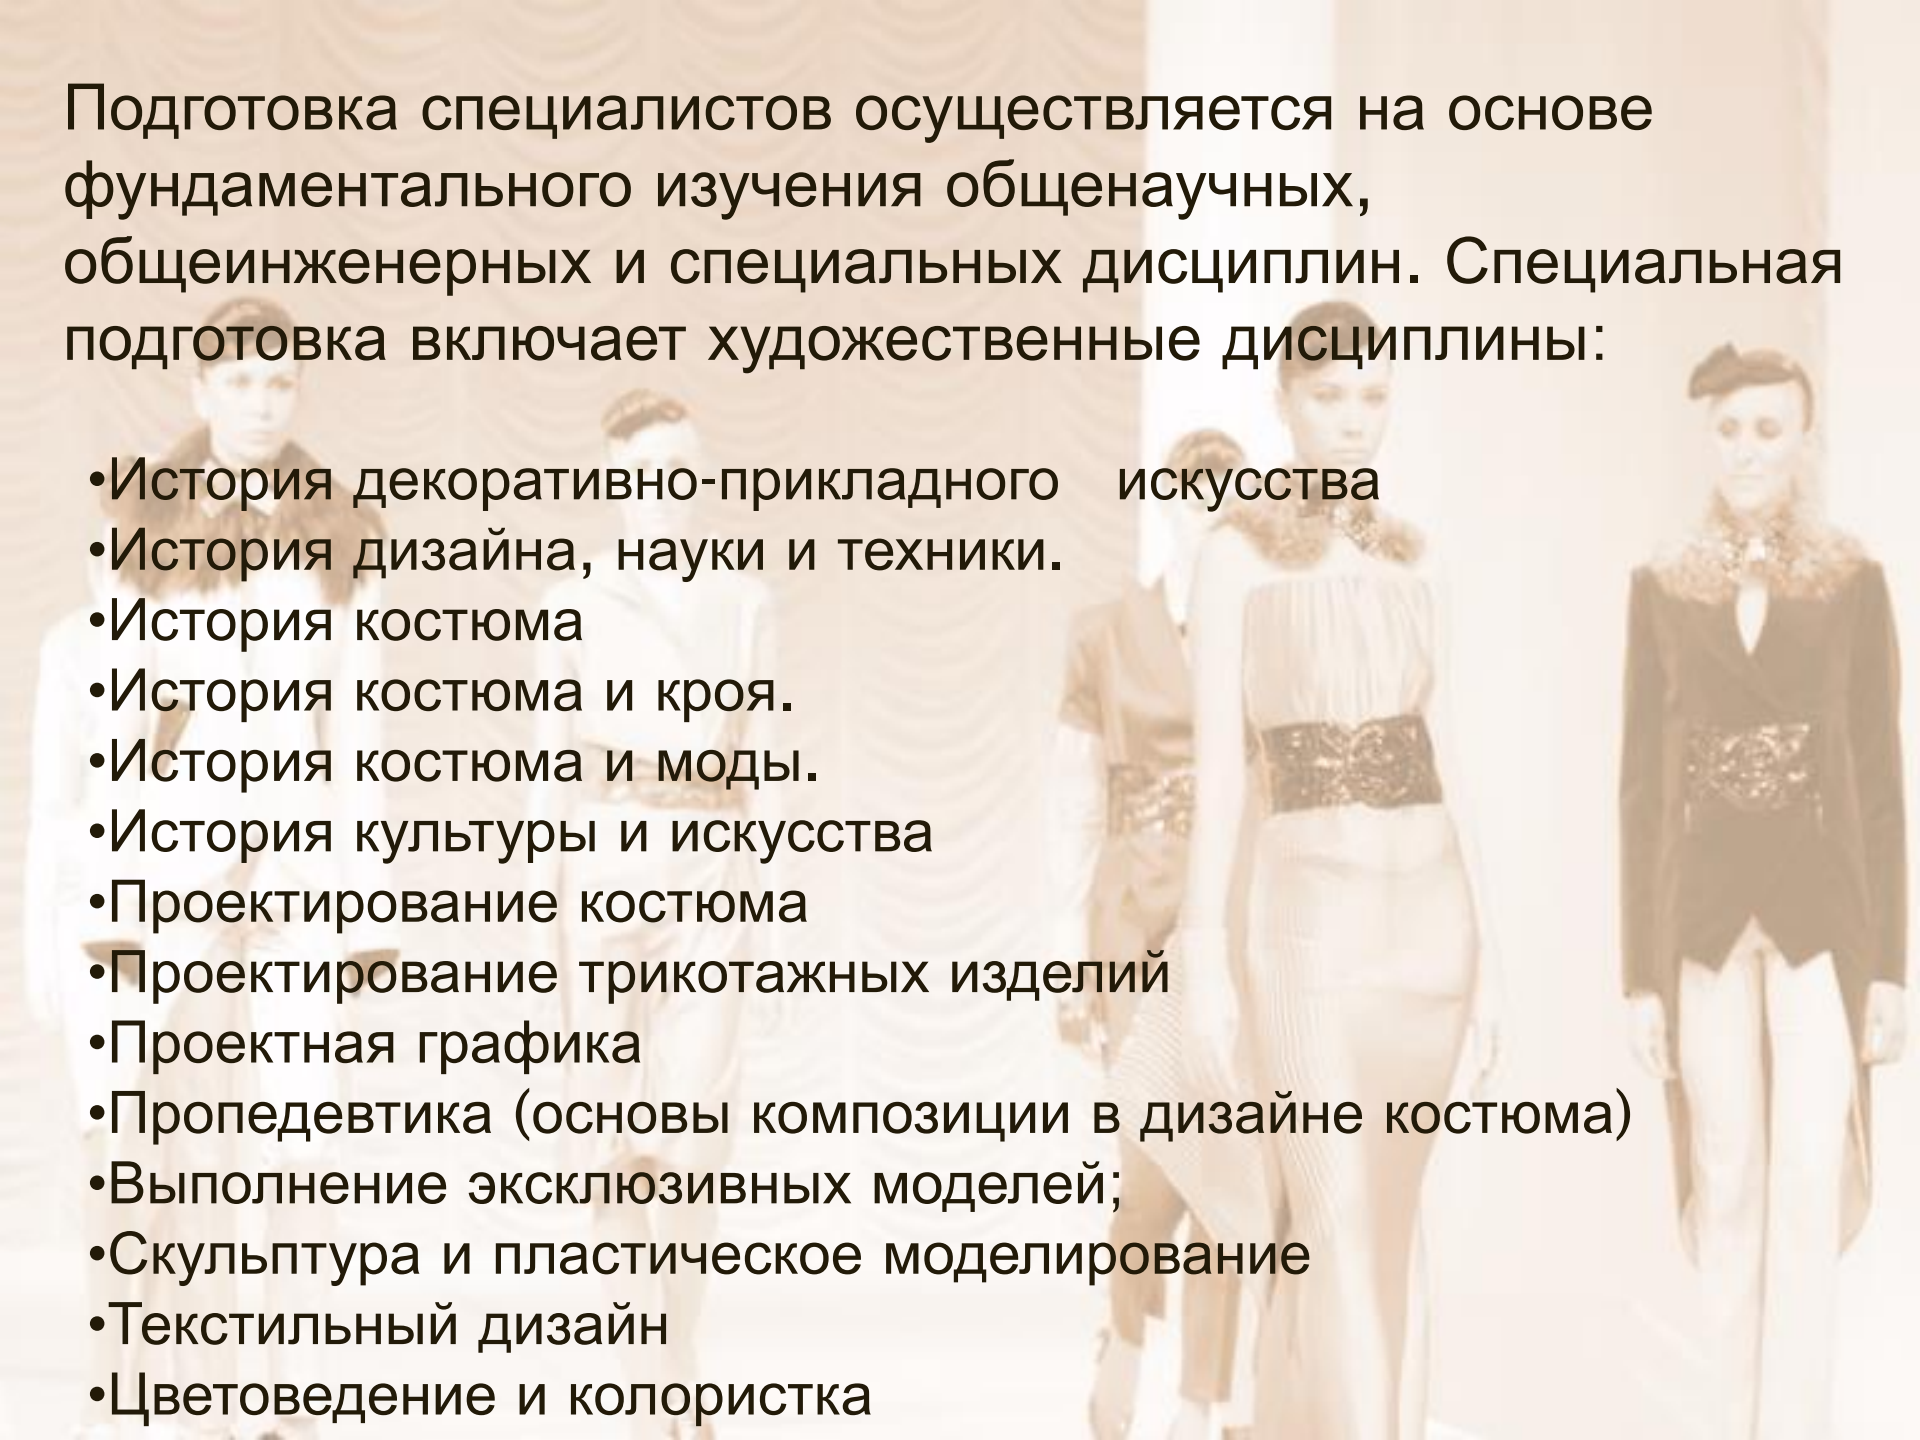 Подготовка специалистов осуществляется на основе
фундаментального изучения общенаучных,
общеинженерных и специальных дисциплин. Специальная
подготовка включает художественные дисциплины:
•История декоративно-прикладного искусства
•История дизайна, науки и техники.
•История костюма
•История костюма и кроя.
•История костюма и моды.
•История культуры и искусства
•Проектирование костюма
•Проектирование трикотажных изделий
•Проектная графика
•Пропедевтика (основы композиции в дизайне костюма)
•Выполнение эксклюзивных моделей;
•Скульптура и пластическое моделирование
•Текстильный дизайн
•Цветоведение и колористка